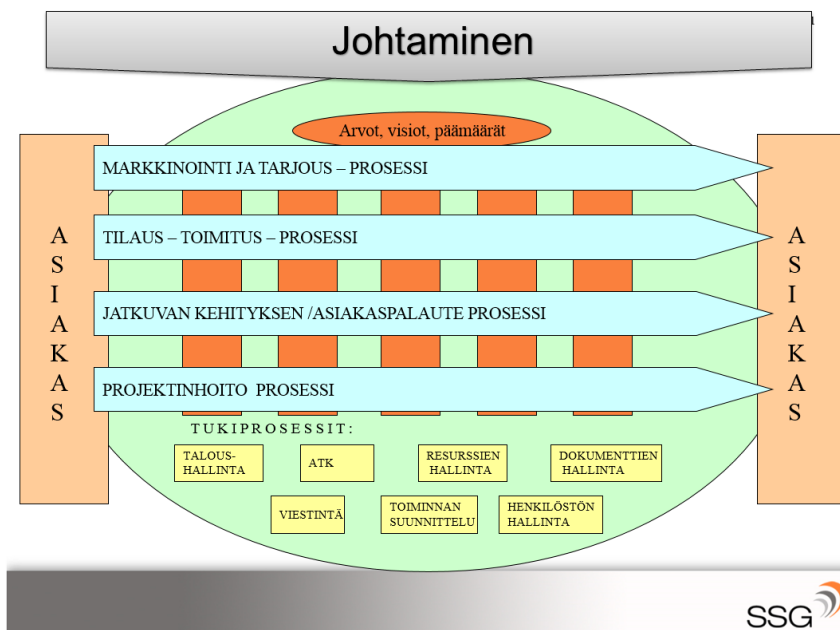 Johtaminen
Arvot, visiot, päämäärät
MARKKINOINTI JA TARJOUS – PROSESSI
TILAUS – TOIMITUS – PROSESSI
JATKUVAN KEHITYKSEN /ASIAKASPALAUTE PROSESSI
PROJEKTINHOITO PROSESSI
A
S
I
A
K
A
S
A
S
I
A
K
A
S
TUKIPROSESSIT:
TALOUS-
HALLINTA
ATK
RESURSSIEN
HALLINTA
DOKUMENTTIEN
HALLINTA
VIESTINTÄ
TOIMINNAN
SUUNNITTELU
HENKILÖSTÖN
HALLINTA
SSG